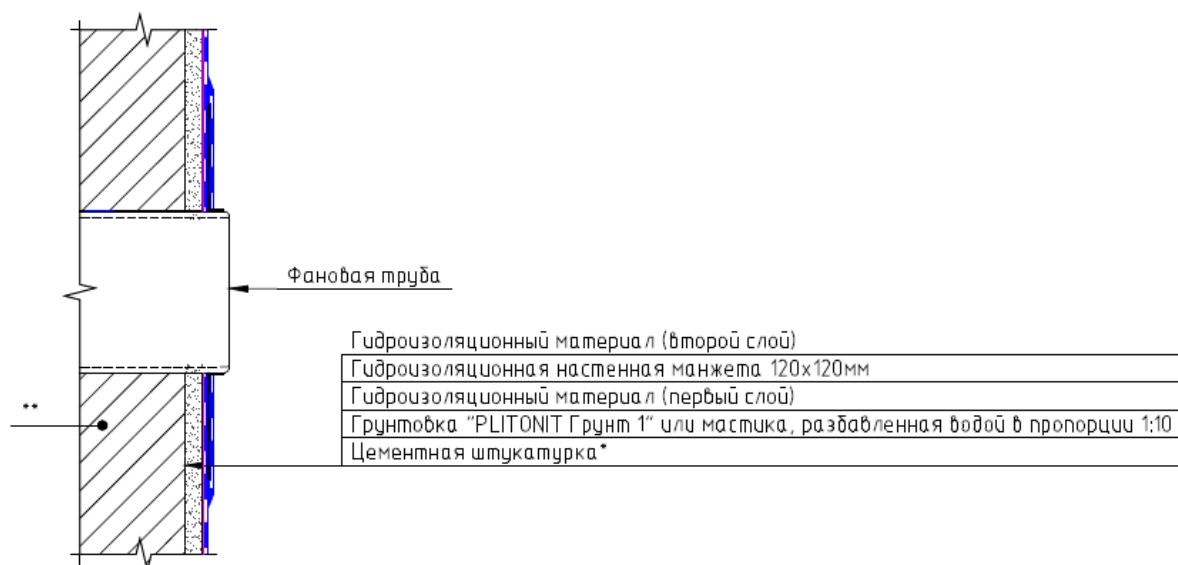 Фановая труба
Гидроизоляционный материал (второй слой)
Гидроизоляционная настенная манжета 120х120мм
Гидроизоляционный материал (первый слой)
Грунтовка "PLITONIT Грунт 1" или мастика, разбавленная водой в пропорции 1:10
**
Цементная штукатурка*